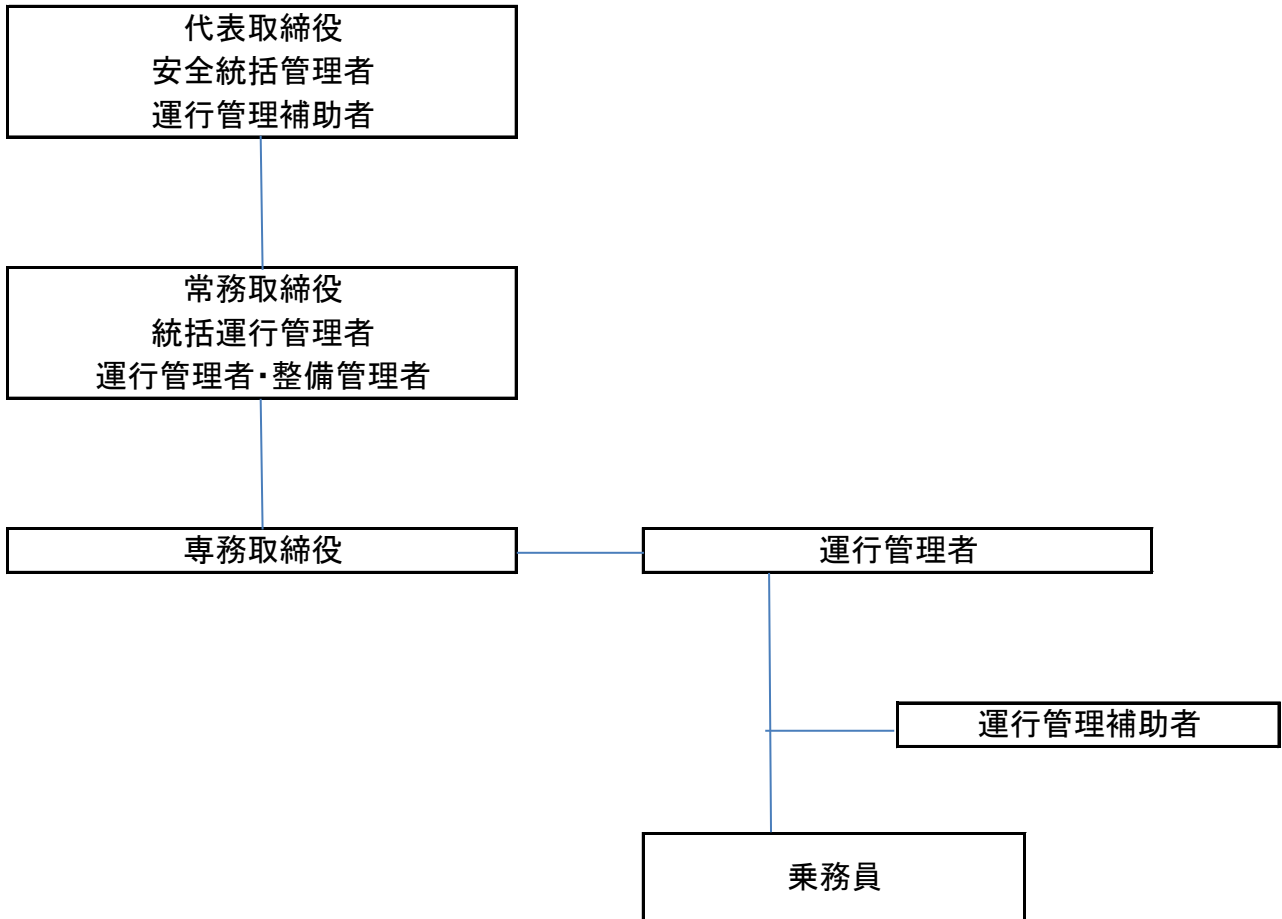 代表取締役
安全統括管理者
運行管理補助者
常務取締役
統括運行管理者
運行管理者・整備管理者
専務取締役
運行管理者
運行管理補助者
乗務員